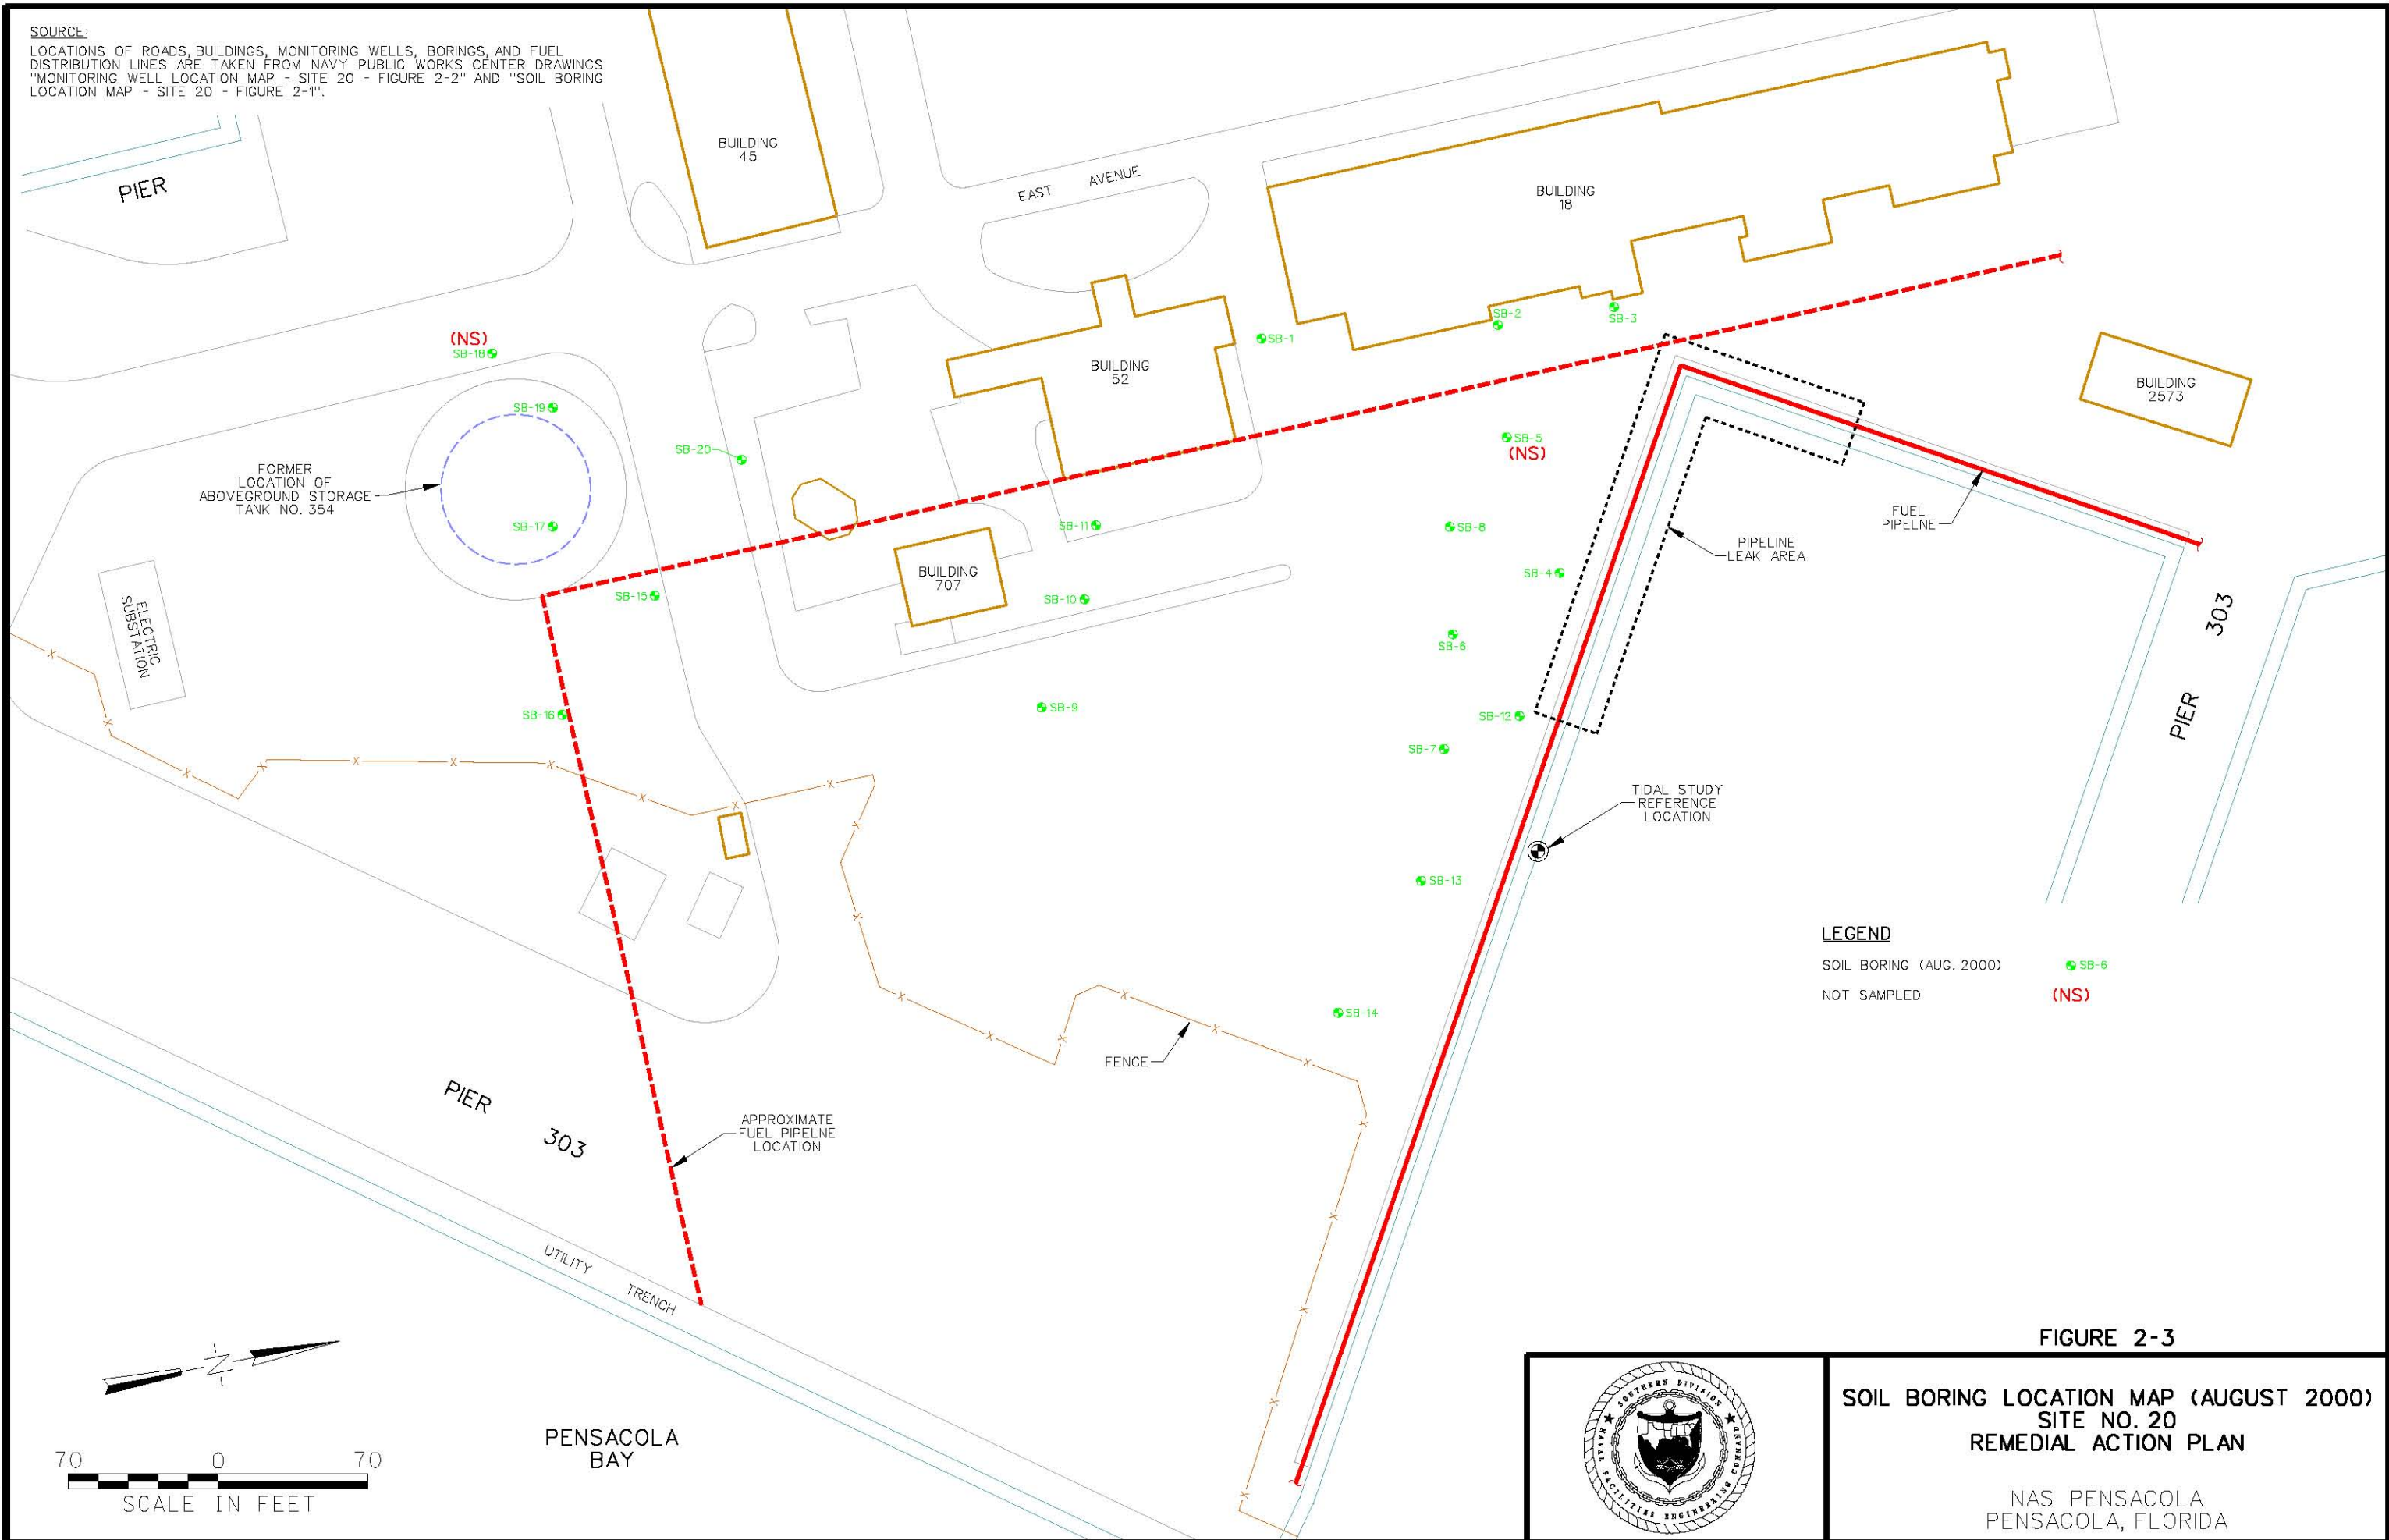 SOURCE:
LOCATIONS OF ROADS, BUILDINGS, MONITORING WELLS, BORINGS, AND FUEL
DISTRIBUTION LINES ARE TAKEN FROM NAVY PUBLIC WORKS CENTER DRAWINGS
"MONITORING WELL LOCATION MAP - SITE 20 - FIGURE 2-2" AND "SOIL BORING
LOCATION MAP - SITE 20 - FIGURE 2-1".
PIER
BUILDING
45
EAST AVENUE
BUILDING
18
SB-1
SB-2
SB-3
(NS)
SB-18
BUILDING
52
BUILDING
2573
SB-19
SB-20
SB-5
(NS)
FORMER
LOCATION OF
ABOVEGROUND STORAGE
TANK NO. 354
SB-17
SB-11
SB-8
FUEL
PIPELNE
PIPELINE
LEAK AREA
BUILDING
707
SB-4
SB-15
SB-10
ELECTRIC
SUBSTATION
SB-6
PIER 303
SB-16
SB-9
SB-12
SB-7
TIDAL STUDY
REFERENCE
LOCATION
SB-13
SB-14
FENCE
LEGEND
SOIL BORING (AUG. 2000) SB-6
NOT SAMPLED (NS)
PIER 303
APPROXIMATE
FUEL PIPELNE
LOCATION
UTILITY TRENCH
N
PENSACOLA
BAY
70 0 70
SCALE IN FEET
FIGURE 2-3
SOUTHERN DIVISION
NAVAL FACILITIES ENGINEERING COMMAND
SOIL BORING LOCATION MAP (AUGUST 2000)
SITE NO. 20
REMEDIAL ACTION PLAN
NAS PENSACOLA
PENSACOLA, FLORIDA